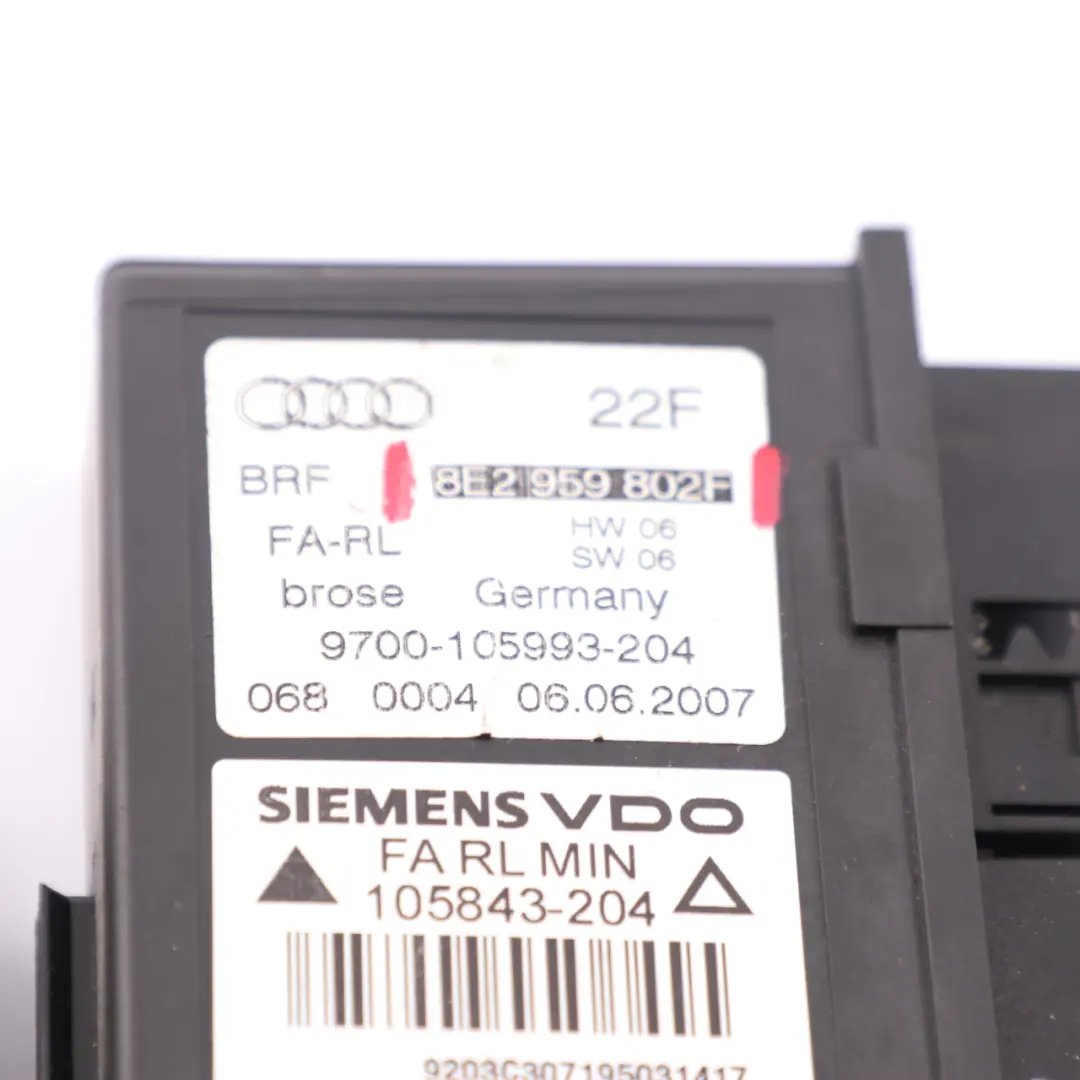 22F
BRF 8E2 959 802F
HW 06
FA-RL
SW 06
brose Germany
9700-105993-204
068 0004 06.06.2007
SIEMENS VDO
FA RL MIN
105843-204
9203C307195031417